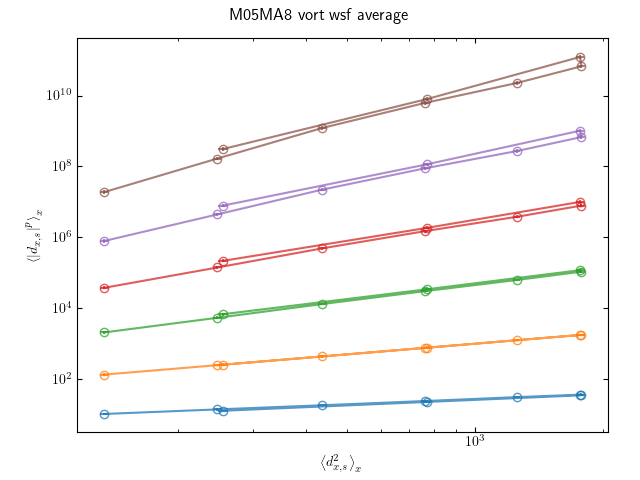 M05MA8 vort wsf average
⟨|d_{x,s}|^p⟩_x
10^{10}
10^8
10^6
10^4
10^2
10^3
⟨d_{x,s}^2⟩_x